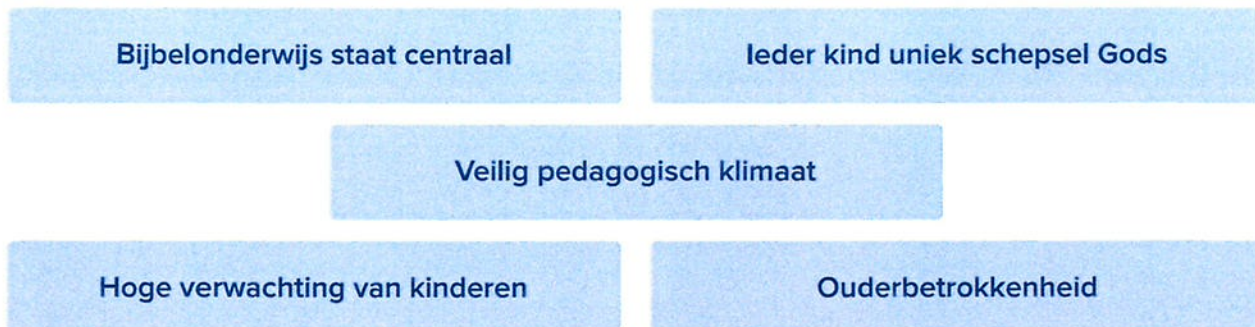 Bijbelonderwijs staat centraal
Ieder kind uniek schepsel Gods
Veilig pedagogisch klimaat
Hoge verwachting van kinderen
Ouderbetrokkenheid